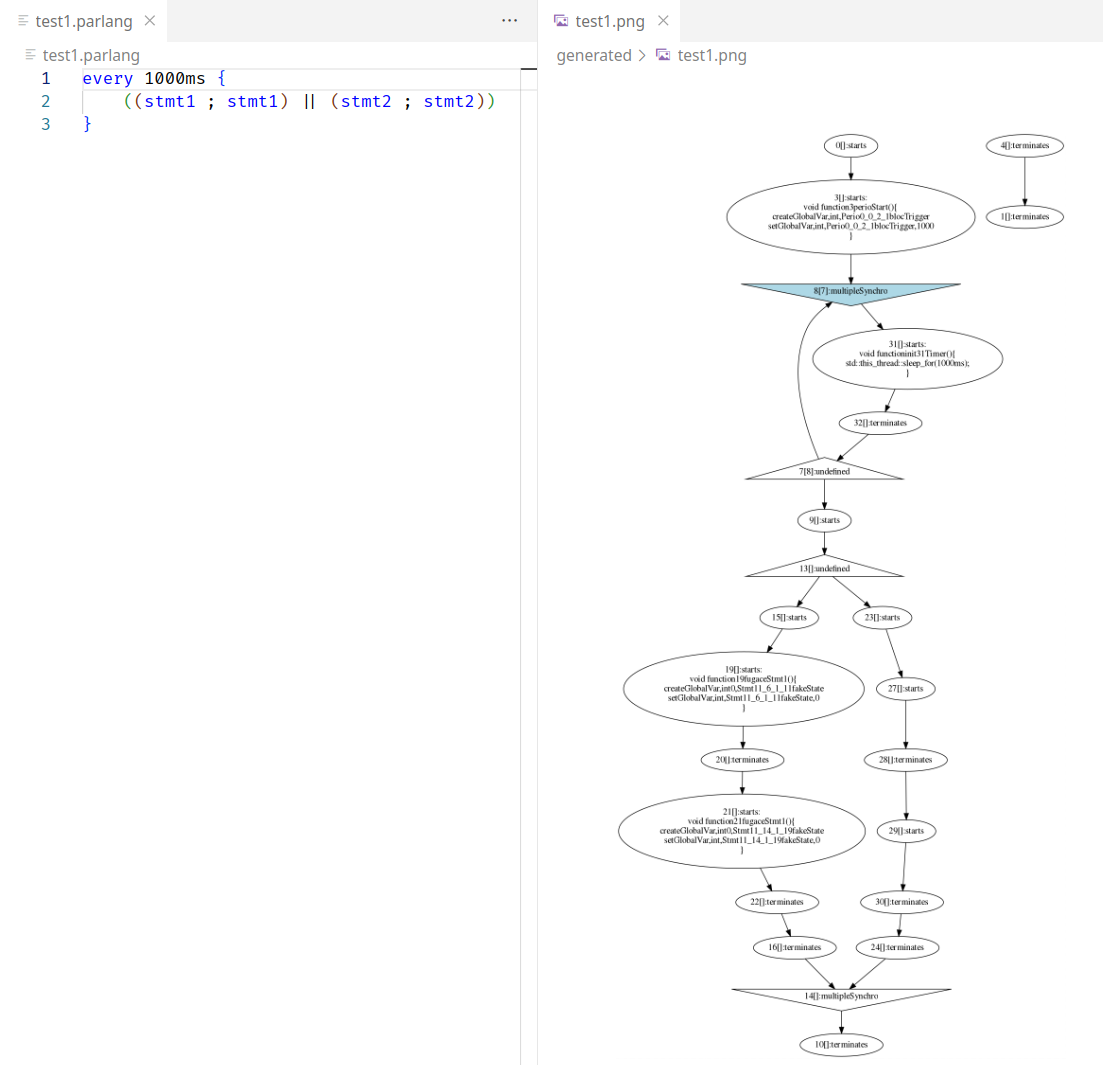 test1.parlang
test1.parlang
1 every 1000ms {
2 ((stmt1 ; stmt1) || (stmt2 ; stmt2))
3 }
test1.png
generated > test1.png
0[]:starts
4[]:terminates
3[]:starts:
void function3perioStart(){
createGlobalVar,int,Perio0_0_2_1blocTrigger
setGlobalVar,int,Perio0_0_2_1blocTrigger,1000
}
1[]:terminates
8[7]:multipleSynchro
31[]:starts:
void functioninit31Timer(){
std::this_thread::sleep_for(1000ms);
}
32[]:terminates
7[8]:undefined
9[]:starts
13[]:undefined
15[]:starts
23[]:starts
19[]:starts:
void function19fugaceStmt1(){
createGlobalVar,int0,Stmt11_6_1_11fakeState
setGlobalVar,int,Stmt11_6_1_11fakeState,0
}
27[]:starts
20[]:terminates
28[]:terminates
21[]:starts:
void function21fugaceStmt1(){
createGlobalVar,int0,Stmt11_14_1_19fakeState
setGlobalVar,int,Stmt11_14_1_19fakeState,0
}
29[]:starts
22[]:terminates
30[]:terminates
16[]:terminates
24[]:terminates
14[]:multipleSynchro
10[]:terminates